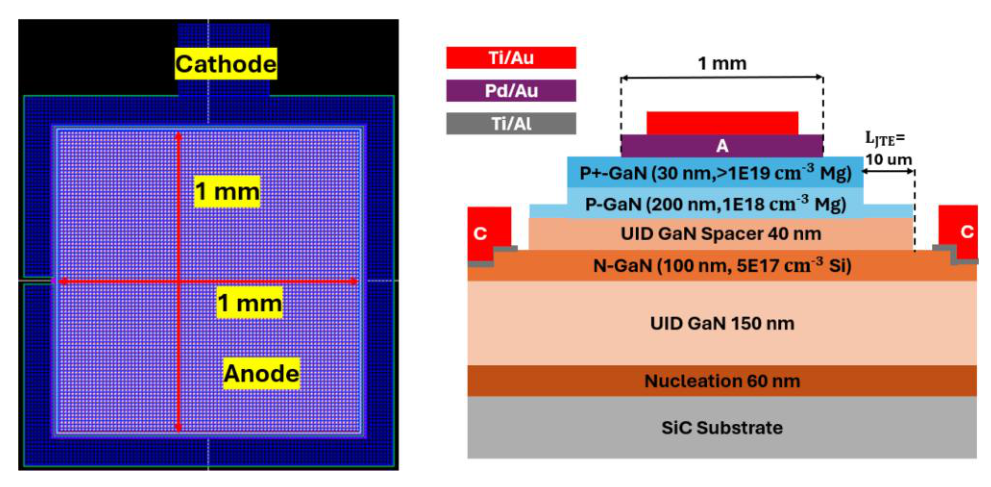 Cathode
1 mm
1 mm
Anode
Ti/Au
Pd/Au
Ti/Al
1 mm
A
L_JTE=
10 um
P+-GaN (30 nm,>1E19 cm⁻³ Mg)
P-GaN (200 nm,1E18 cm⁻³ Mg)
C
UID GaN Spacer 40 nm
C
N-GaN (100 nm, 5E17 cm⁻³ Si)
UID GaN 150 nm
Nucleation 60 nm
SiC Substrate